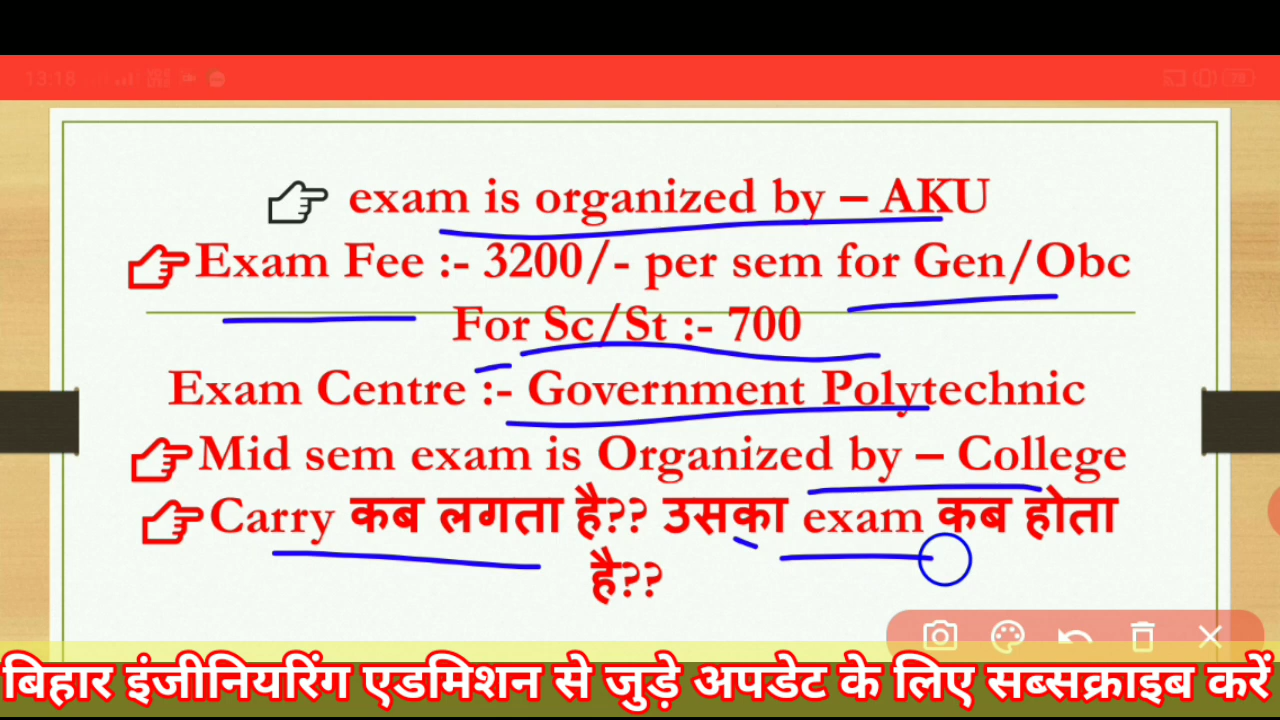 13:18
exam is organized by – AKU
Exam Fee :- 3200/- per sem for Gen/Obc
For Sc/St :- 700
Exam Centre :- Government Polytechnic
Mid sem exam is Organized by – College
Carry कब लगता है?? उसका exam कब होता
है??
बिहार इंजीनियरिंग एडमिशन से जुड़े अपडेट के लिए सब्सक्राइब करें